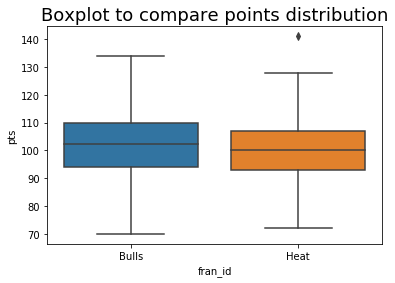 Boxplot to compare points distribution
140
130
120
110
100
90
80
70
pts
Bulls
Heat
fran_id